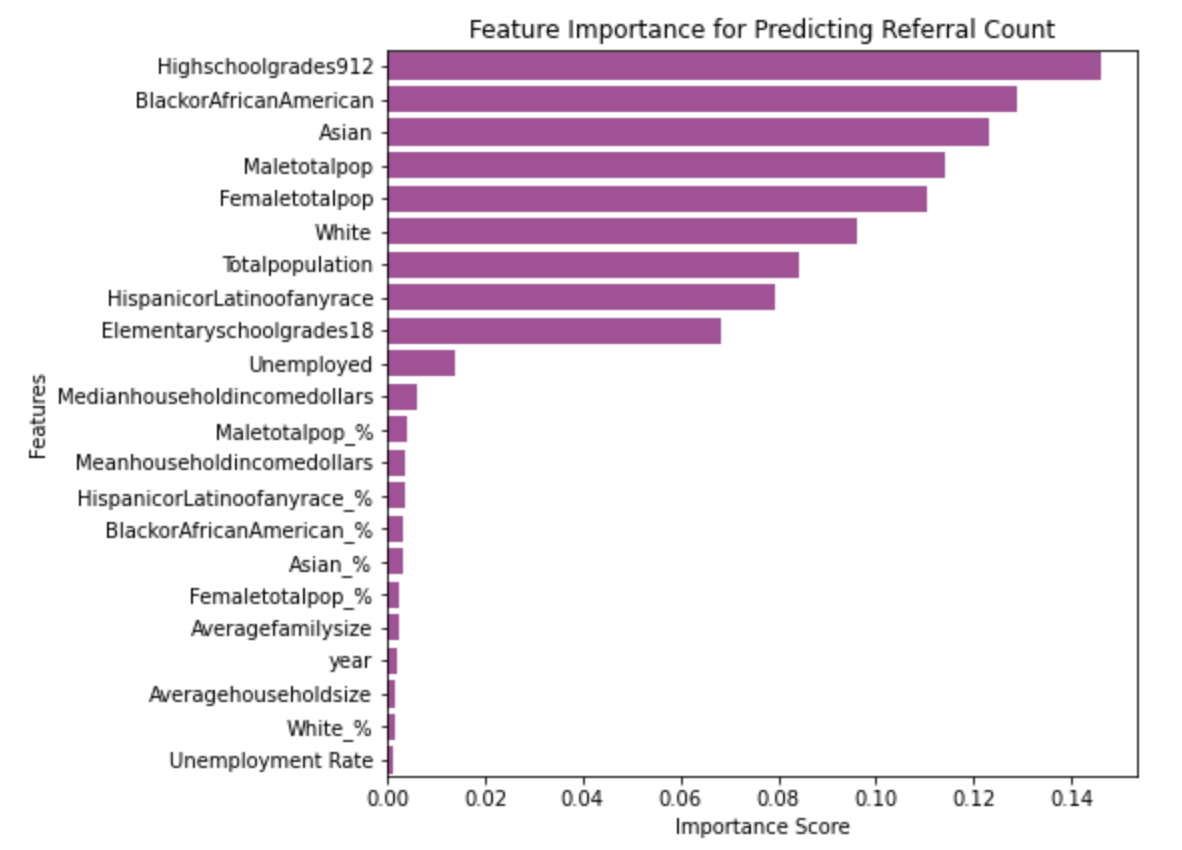 Feature Importance for Predicting Referral Count
Highschoolgrades912
BlackorAfricanAmerican
Asian
Maletotalpop
Femaletotalpop
White
Totalpopulation
HispanicorLatinoofanyrace
Elementaryschoolgrades18
Unemployed
Medianhouseholdincomedollars
Maletotalpop_%
Meanhouseholdincomedollars
HispanicorLatinoofanyrace_%
BlackorAfricanAmerican_%
Asian_%
Femaletotalpop_%
Averagefamilysize
year
Averagehouseholdsize
White_%
Unemployment Rate
Features
0.00 0.02 0.04 0.06 0.08 0.10 0.12 0.14
Importance Score